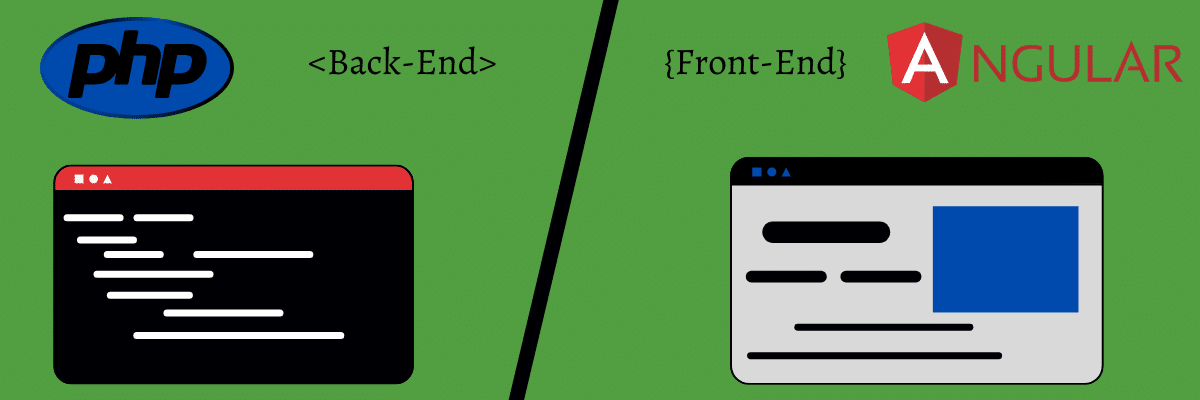 php
<Back-End>
{Front-End}
ANGULAR